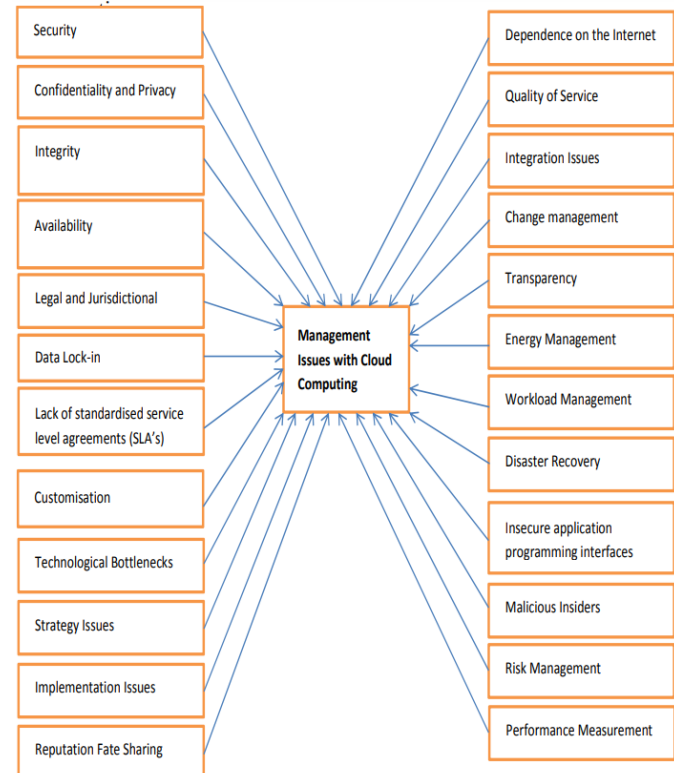 Security
Confidentiality and Privacy
Integrity
Availability
Legal and Jurisdictional
Data Lock-in
Lack of standardised service
level agreements (SLA's)
Customisation
Technological Bottlenecks
Strategy Issues
Implementation Issues
Reputation Fate Sharing
Management
Issues with Cloud
Computing
Dependence on the Internet
Quality of Service
Integration Issues
Change management
Transparency
Energy Management
Workload Management
Disaster Recovery
Insecure application
programming interfaces
Malicious Insiders
Risk Management
Performance Measurement